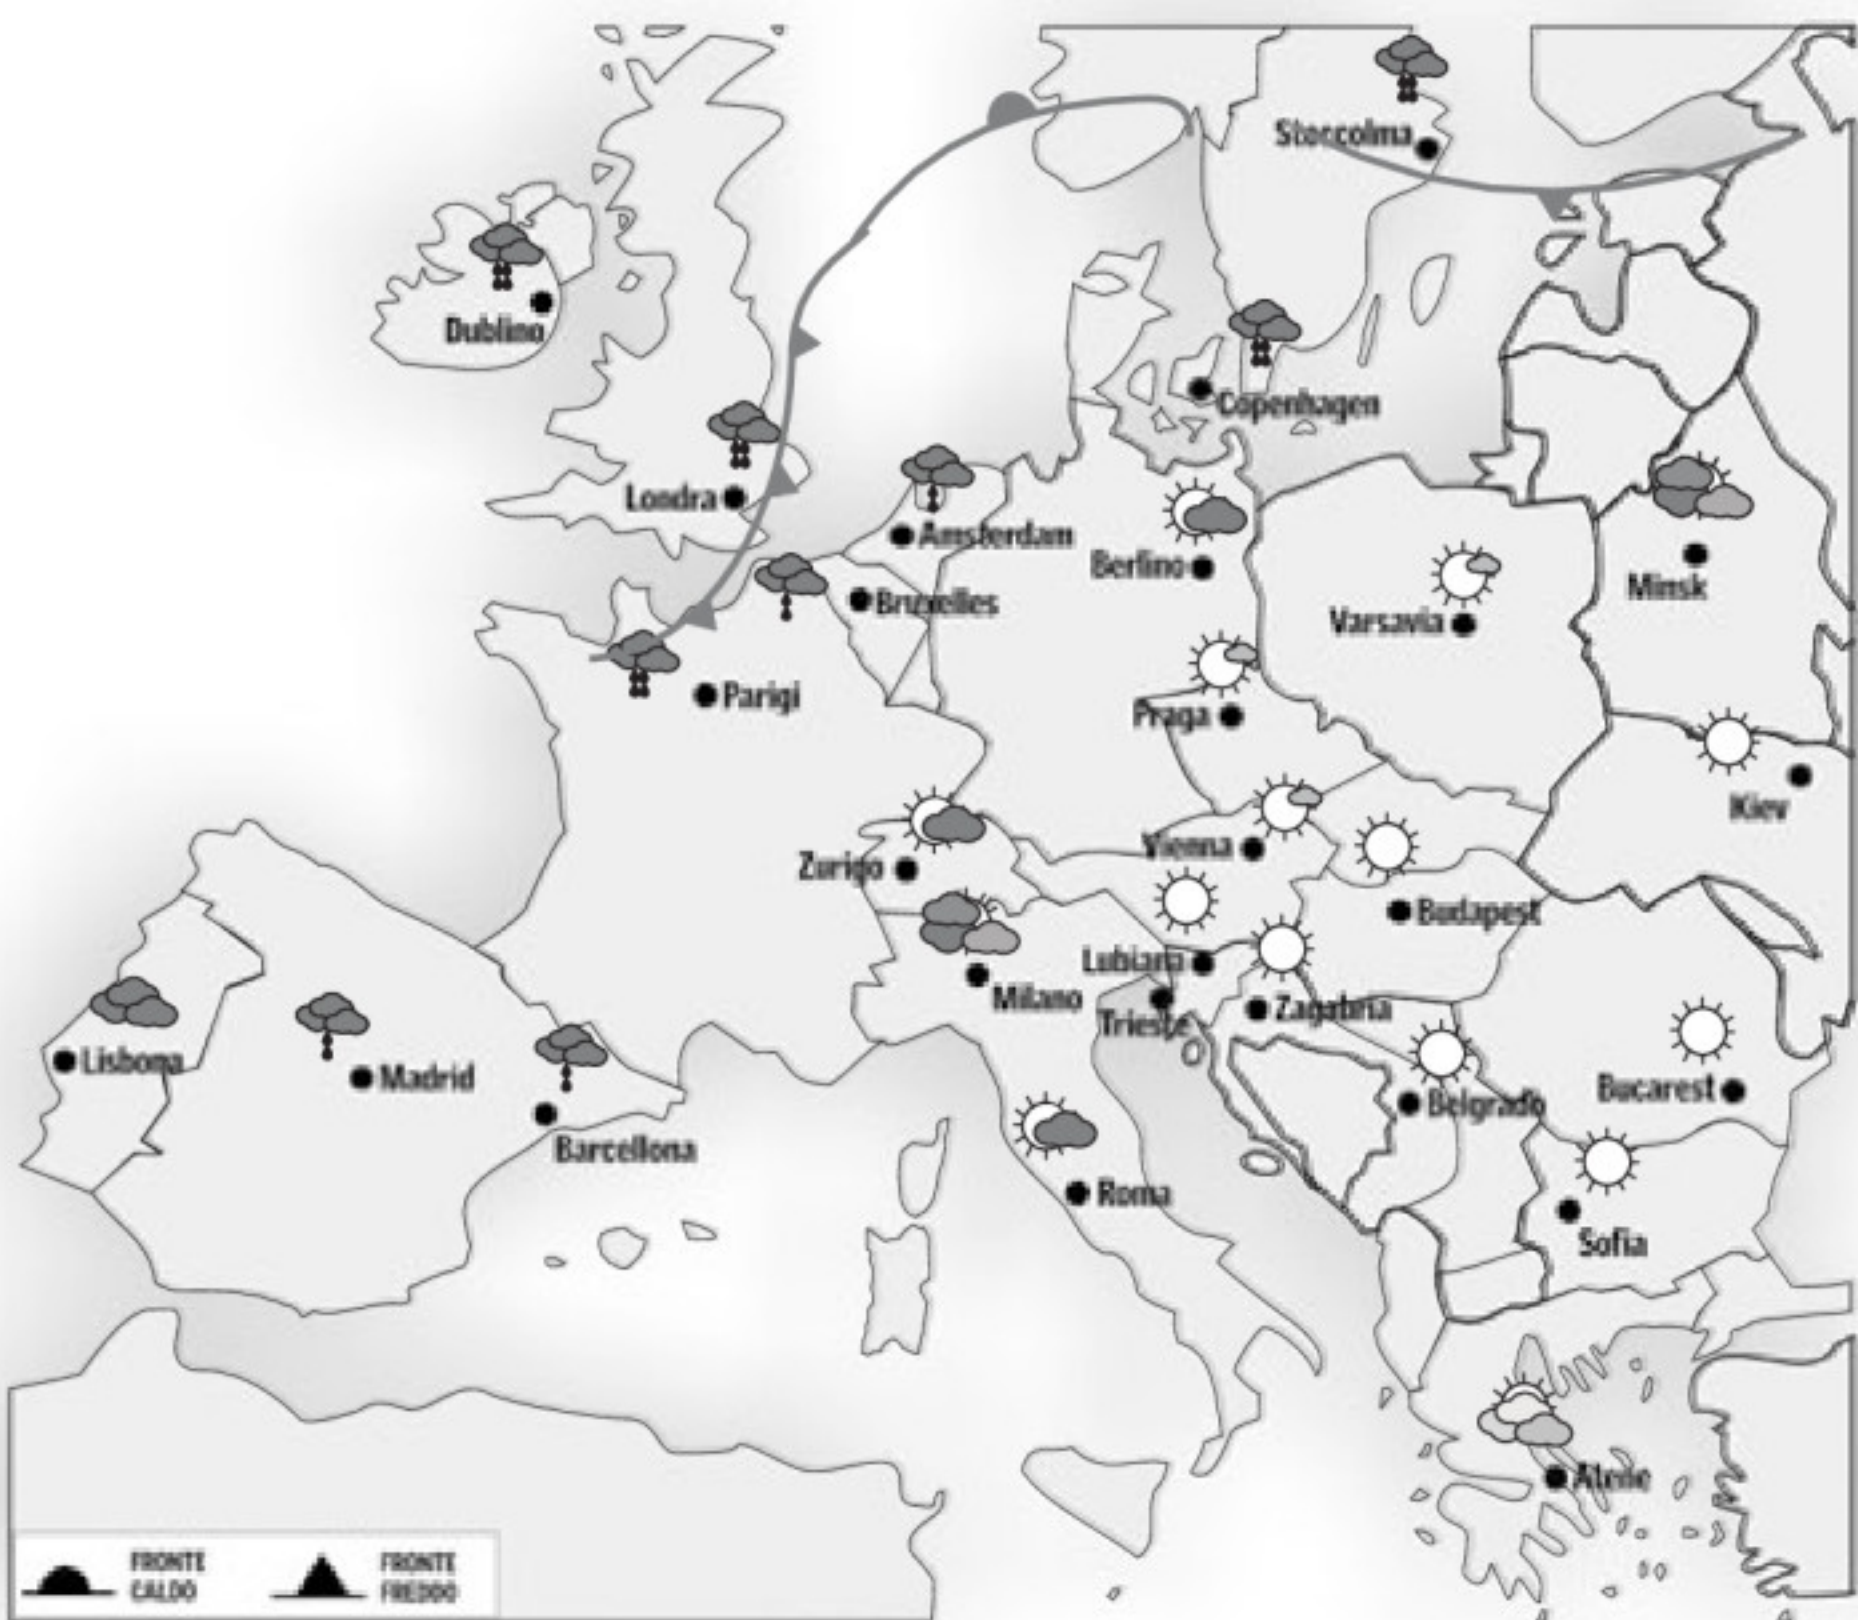 Stoccolma
Dublino
Copenhagen
Londra
Amsterdam
Berlino
Minsk
Bruxelles
Varsavia
Parigi
Praga
Kiev
Vienna
Zurigo
Budapest
Lubiana
Milano
Zagabria
Trieste
Lisbona
Madrid
Belgrado
Bucarest
Barcellona
Roma
Sofia
Atene
FRONTE
CALDO
FRONTE
FREDDO